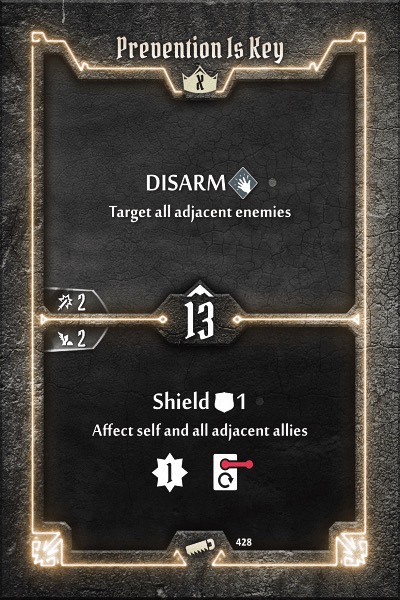 Prevention Is Key
X
DISARM
Target all adjacent enemies
2
13
2
Shield 1
Affect self and all adjacent allies
1
428